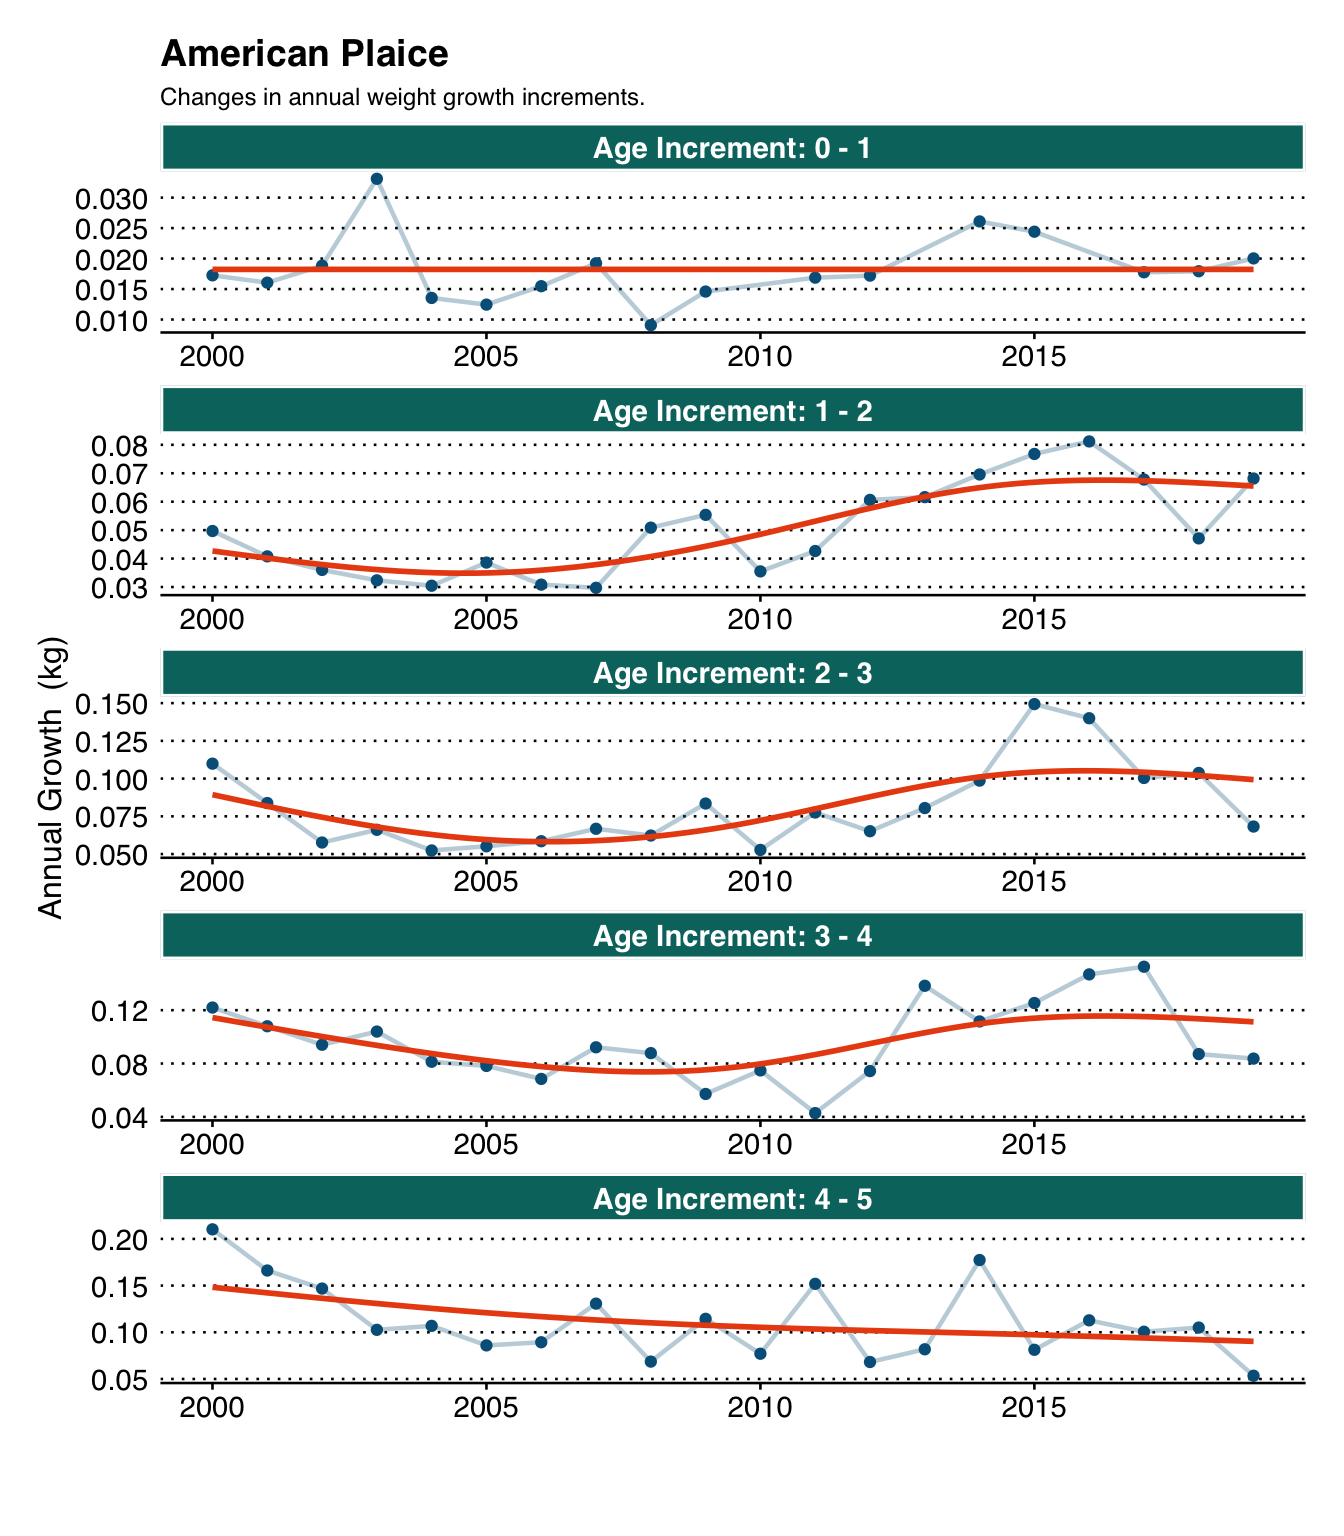 American Plaice
Changes in annual weight growth increments.
Annual Growth  (kg)
Age Increment: 0 - 1
0.030
0.025
0.020
0.015
0.010
2000 2005 2010 2015
Age Increment: 1 - 2
0.08
0.07
0.06
0.05
0.04
0.03
2000 2005 2010 2015
Age Increment: 2 - 3
0.150
0.125
0.100
0.075
0.050
2000 2005 2010 2015
Age Increment: 3 - 4
0.12
0.08
0.04
2000 2005 2010 2015
Age Increment: 4 - 5
0.20
0.15
0.10
0.05
2000 2005 2010 2015